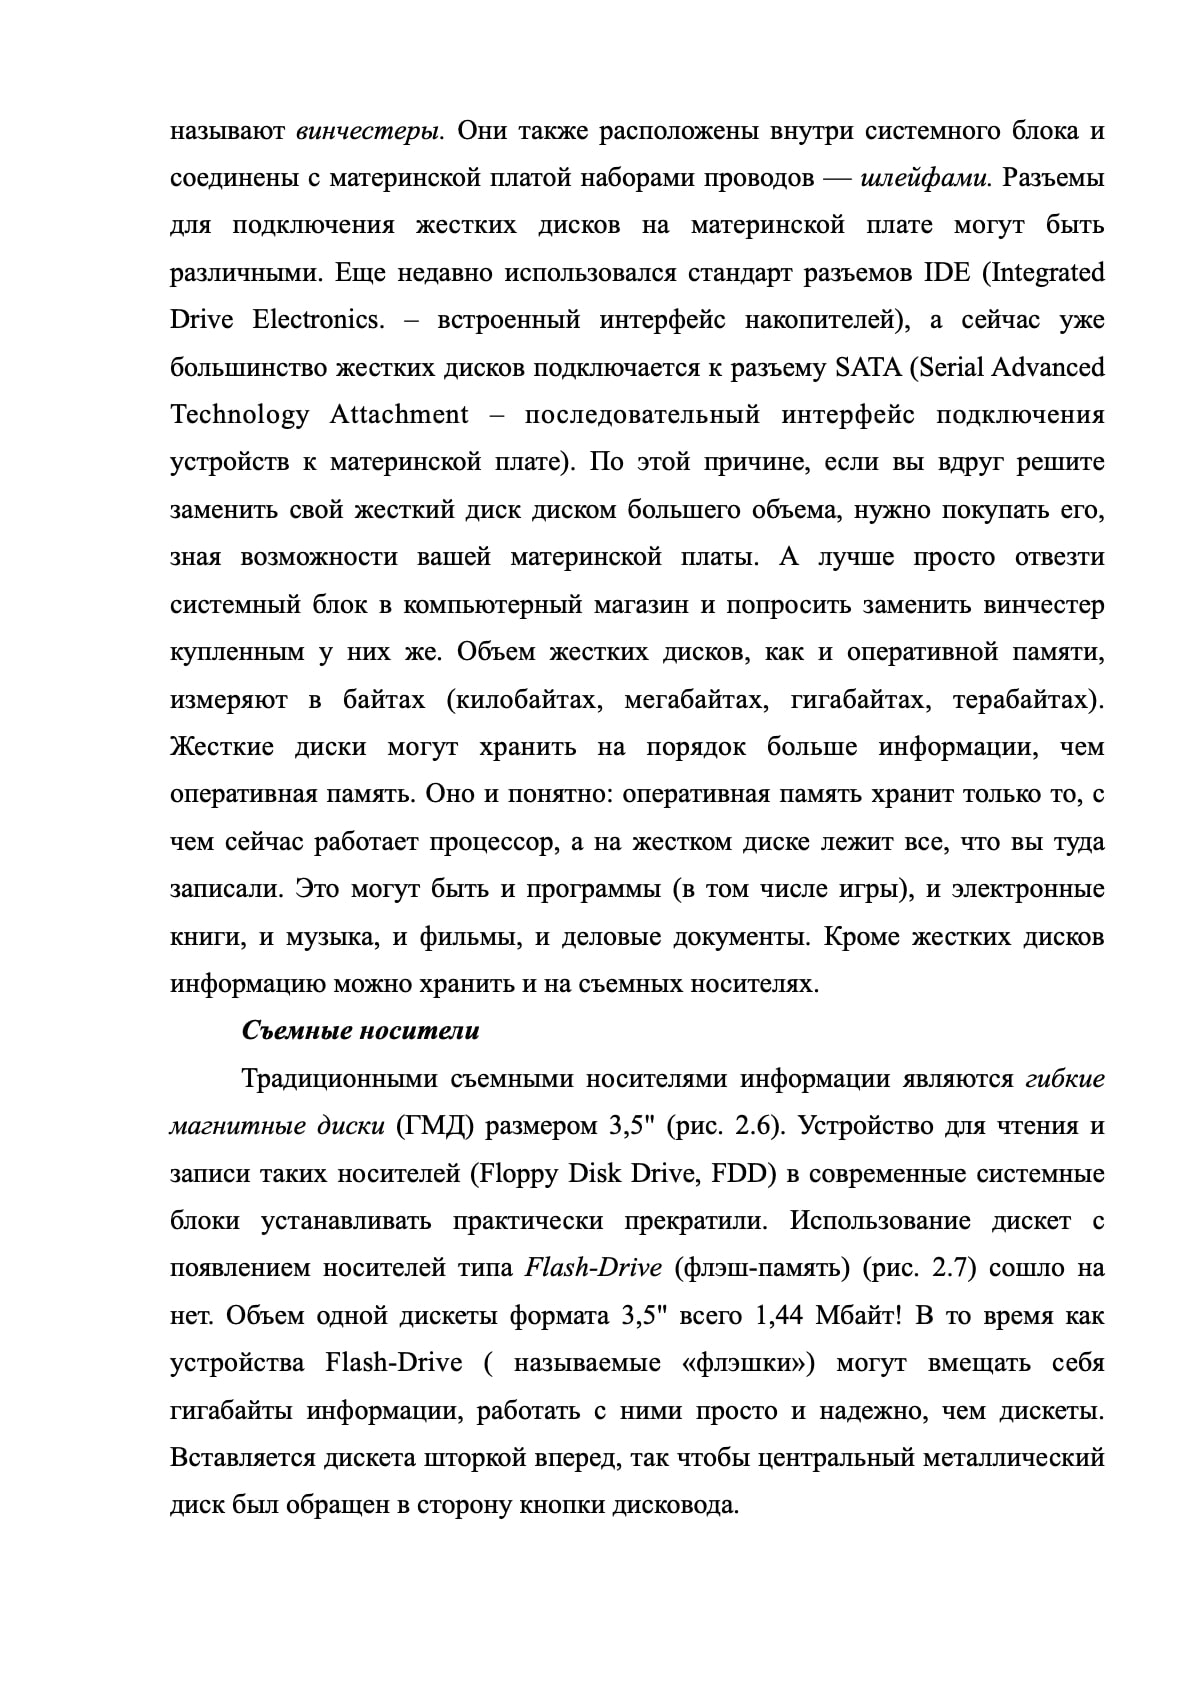 называют винчестеры. Они также расположены внутри системного блока и
соединены с материнской платой наборами проводов — шлейфами. Разъемы
для подключения жестких дисков на материнской плате могут быть
различными. Еще недавно использовался стандарт разъемов IDE (Integrated
Drive Electronics. – встроенный интерфейс накопителей), а сейчас уже
большинство жестких дисков подключается к разъему SATA (Serial Advanced
Technology Attachment – последовательный интерфейс подключения
устройств к материнской плате). По этой причине, если вы вдруг решите
заменить свой жесткий диск диском большего объема, нужно покупать его,
зная возможности вашей материнской платы. А лучше просто отвезти
системный блок в компьютерный магазин и попросить заменить винчестер
купленным у них же. Объем жестких дисков, как и оперативной памяти,
измеряют в байтах (килобайтах, мегабайтах, гигабайтах, терабайтах).
Жесткие диски могут хранить на порядок больше информации, чем
оперативная память. Оно и понятно: оперативная память хранит только то, с
чем сейчас работает процессор, а на жестком диске лежит все, что вы туда
записали. Это могут быть и программы (в том числе игры), и электронные
книги, и музыка, и фильмы, и деловые документы. Кроме жестких дисков
информацию можно хранить и на съемных носителях.
Съемные носители
Традиционными съемными носителями информации являются гибкие
магнитные диски (ГМД) размером 3,5" (рис. 2.6). Устройство для чтения и
записи таких носителей (Floppy Disk Drive, FDD) в современные системные
блоки устанавливать практически прекратили. Использование дискет с
появлением носителей типа Flash-Drive (флэш-память) (рис. 2.7) сошло на
нет. Объем одной дискеты формата 3,5" всего 1,44 Мбайт! В то время как
устройства Flash-Drive ( называемые «флэшки») могут вмещать себя
гигабайты информации, работать с ними просто и надежно, чем дискеты.
Вставляется дискета шторкой вперед, так чтобы центральный металлический
диск был обращен в сторону кнопки дисковода.